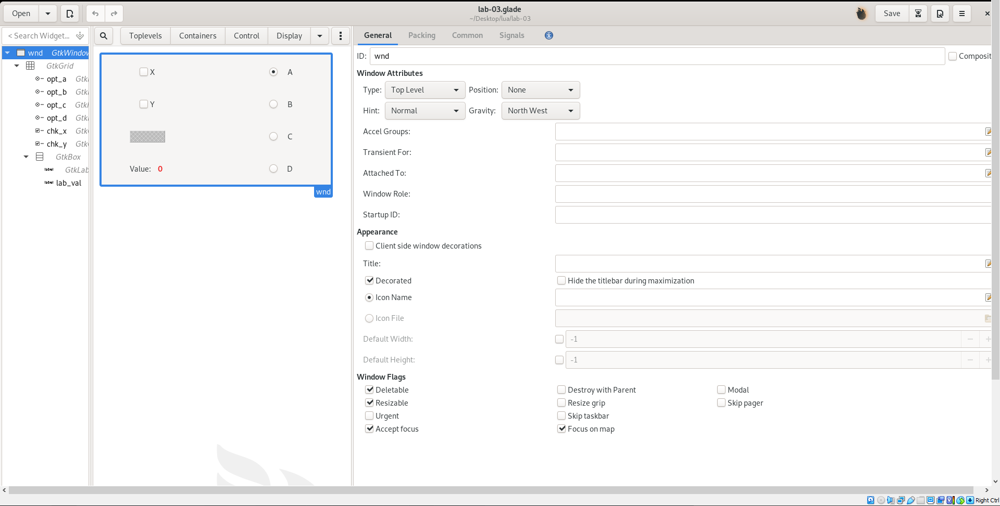 Open
lab-03.glade
~/Desktop/lua/lab-03
Save
< Search Widget...
Toplevels
Containers
Control
Display
General
Packing
Common
Signals
wnd GtkWindow
GtkGrid
opt_a Gtk
opt_b Gtk
opt_c Gtk
opt_d Gtk
chk_x Gtk
chk_y Gtk
GtkBox
label GtkLab
label lab_val
X
A
Y
B
C
Value: 0
D
wnd
ID: wnd
Composit
Window Attributes
Type: Top Level Position: None
Hint: Normal Gravity: North West
Accel Groups:
Transient For:
Attached To:
Window Role:
Startup ID:
Appearance
Client side window decorations
Title:
Decorated Hide the titlebar during maximization
Icon Name
Icon File
Default Width: -1
Default Height: -1
Window Flags
Deletable Destroy with Parent Modal
Resizable Resize grip Skip pager
Urgent Skip taskbar
Accept focus Focus on map
Right Ctrl